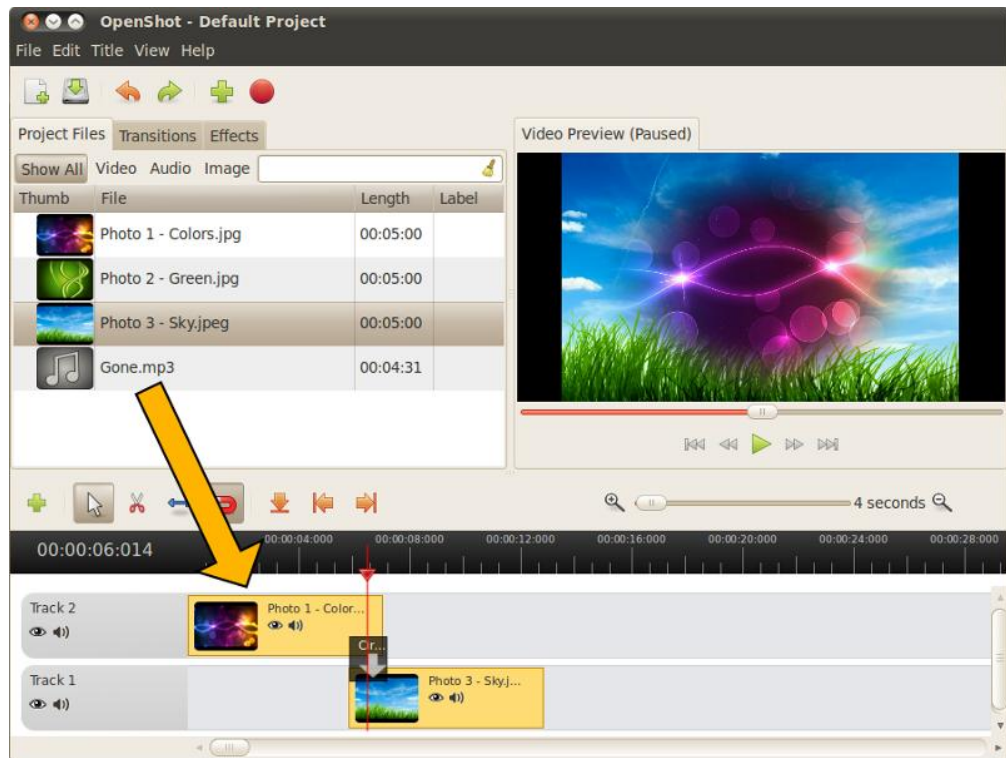 OpenShot - Default Project
File Edit Title View Help
Project Files Transitions Effects
Video Preview (Paused)
Show All Video Audio Image
Thumb File Length Label
Photo 1 - Colors.jpg 00:05:00
Photo 2 - Green.jpg 00:05:00
Photo 3 - Sky.jpeg 00:05:00
Gone.mp3 00:04:31
4 seconds
00:00:06:014
00:00:04:000 00:00:08:000 00:00:12:000 00:00:16:000 00:00:20:000 00:00:24:000 00:00:28:000
Track 2
Photo 1 - Color...
Cir...
Track 1
Photo 3 - Sky.j...